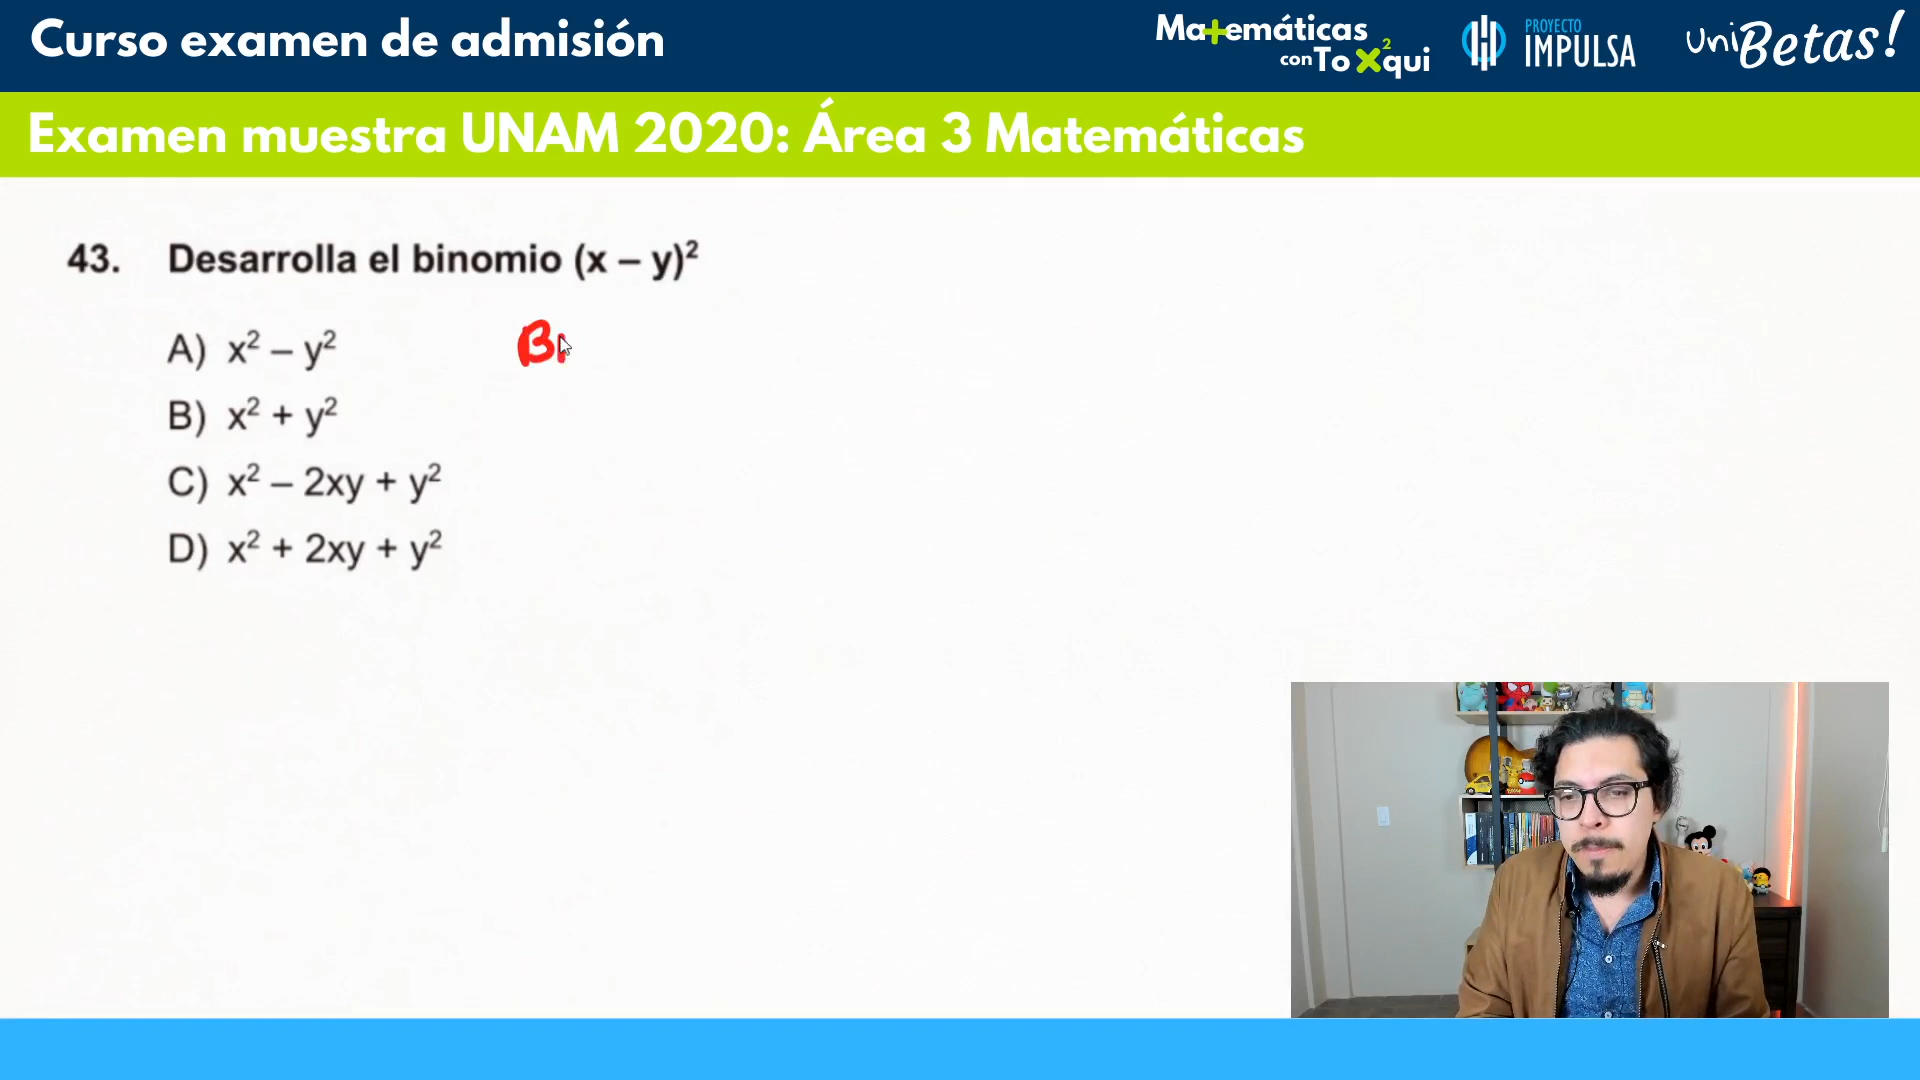 Curso examen de admisión
Matemáticas
con To X² qui
PROYECTO
IMPULSA
uniBetas!
Examen muestra UNAM 2020: Área 3 Matemáticas
43. Desarrolla el binomio (x – y)²
A) x² – y²
B) x² + y²
C) x² – 2xy + y²
D) x² + 2xy + y²